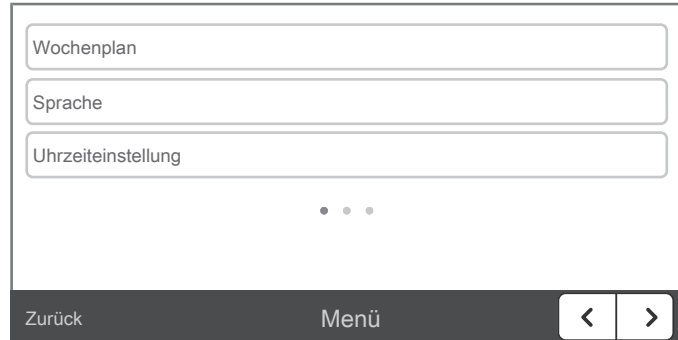 Wochenplan
Sprache
Uhrzeiteinstellung
Zurück Menü